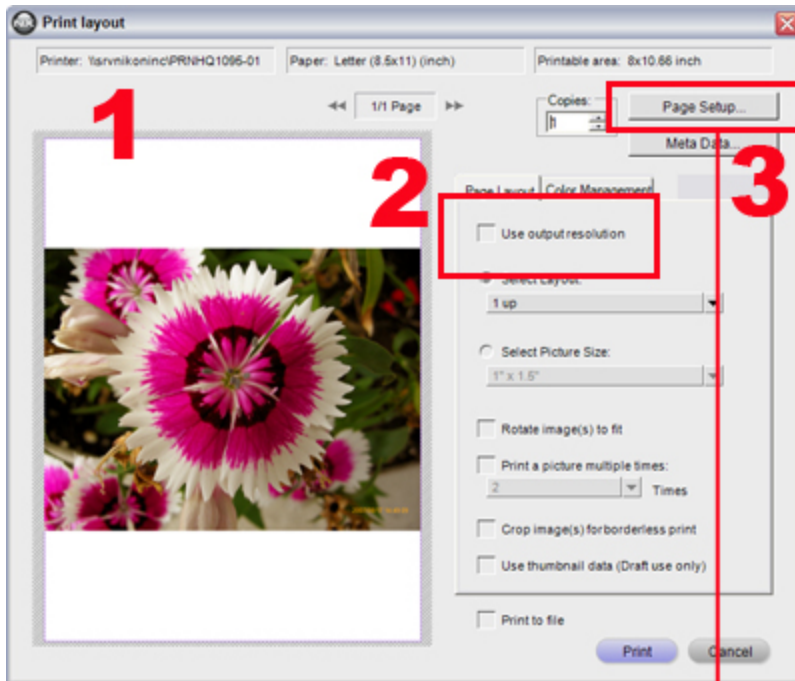 Print layout
Printer: \\srvnikoninc\PRNHQ1095-01
Paper: Letter (8.5x11) (inch)
Printable area: 8x10.66 inch
1
1/1 Page
Copies:
1
Page Setup...
Meta Data...
2
3
Page Layout
Color Management
Use output resolution
Select Layout:
1 up
Select Picture Size:
1" x 1.5"
Rotate image(s) to fit
Print a picture multiple times:
2
Times
Crop image(s) for borderless print
Use thumbnail data (Draft use only)
Print to file
Print
Cancel